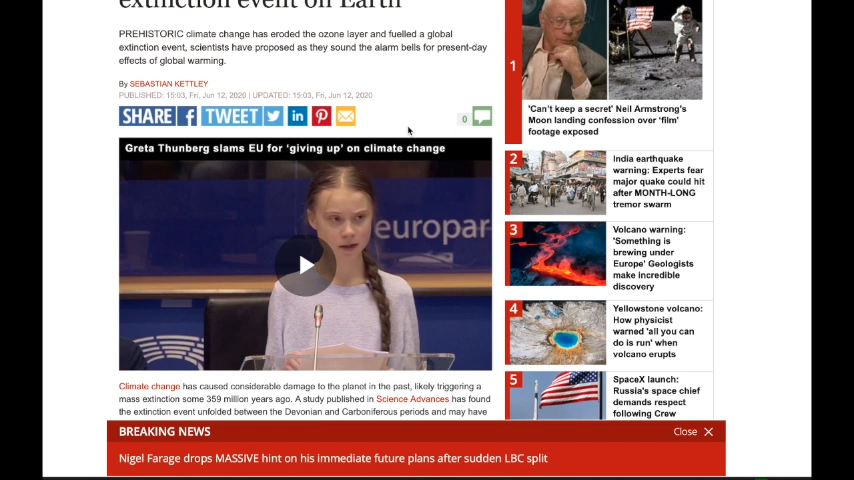 extinction event on Earth
PREHISTORIC climate change has eroded the ozone layer and fuelled a global
extinction event, scientists have proposed as they sound the alarm bells for present-day
effects of global warming.
By SEBASTIAN KETTLEY
PUBLISHED: 15:03, Fri, Jun 12, 2020 | UPDATED: 15:03, Fri, Jun 12, 2020
SHARE f TWEET in
0
Greta Thunberg slams EU for 'giving up' on climate change
europar
Climate change has caused considerable damage to the planet in the past, likely triggering a
mass extinction some 359 million years ago. A study published in Science Advances has found
the extinction event unfolded between the Devonian and Carboniferous periods and may have
1
'Can't keep a secret' Neil Armstrong's
Moon landing confession over 'film'
footage exposed
2
India earthquake
warning: Experts fear
major quake could hit
after MONTH-LONG
tremor swarm
3
Volcano warning:
'Something is
brewing under
Europe' Geologists
make incredible
discovery
4
Yellowstone volcano:
How physicist
warned 'all you can
do is run' when
volcano erupts
5
SpaceX launch:
Russia's space chief
demands respect
following Crew
BREAKING NEWS
Close
Nigel Farage drops MASSIVE hint on his immediate future plans after sudden LBC split